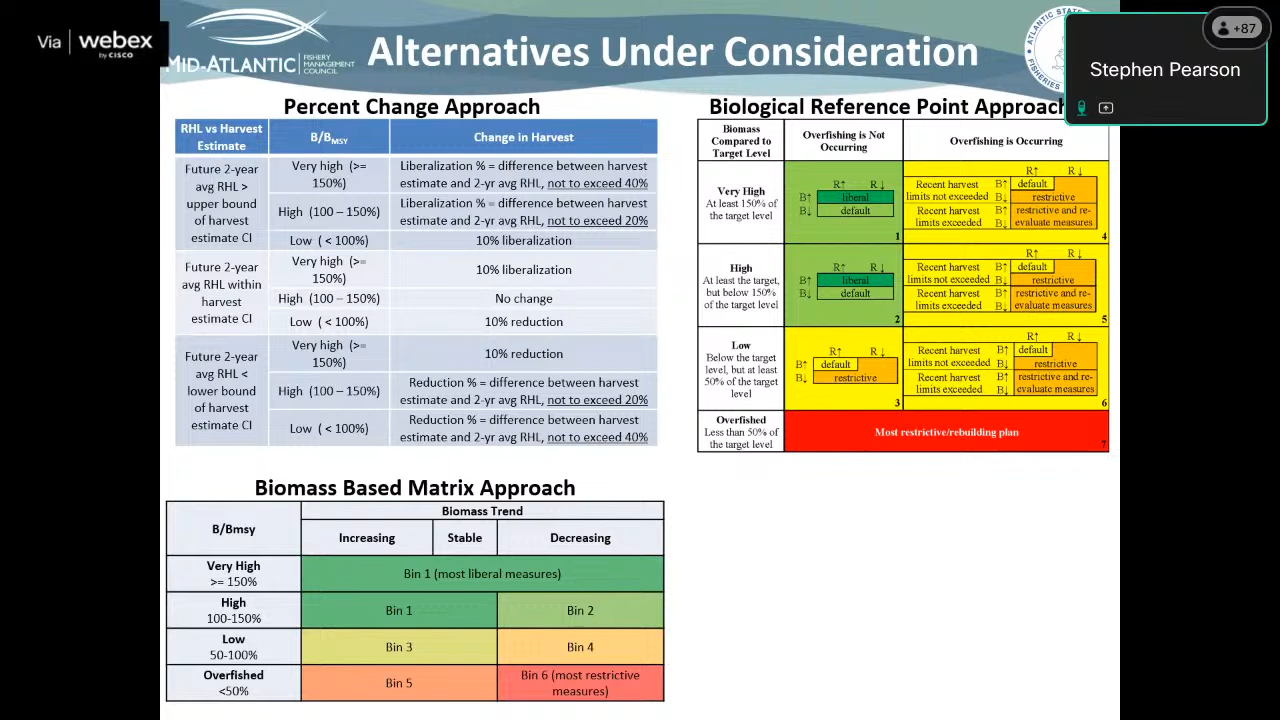 Via | webex
by CISCO
+87
Stephen Pearson
MID-ATLANTIC
FISHERY
MANAGEMENT
COUNCIL
Alternatives Under Consideration
ATLANTIC STATE
FISHERIES
Percent Change Approach
RHL vs Harvest
Estimate
B/BMSY
Change in Harvest
Future 2-year
avg RHL >
upper bound
of harvest
estimate CI
Very high (>=
150%)
Liberalization % = difference between harvest
estimate and 2-yr avg RHL, not to exceed 40%
High (100 – 150%)
Liberalization % = difference between harvest
estimate and 2-yr avg RHL, not to exceed 20%
Low ( < 100%)
10% liberalization
Future 2-year
avg RHL within
harvest
estimate CI
Very high (>=
150%)
10% liberalization
High (100 – 150%)
No change
Low ( < 100%)
10% reduction
Future 2-year
avg RHL <
lower bound
of harvest
estimate CI
Very high (>=
150%)
10% reduction
High (100 –150%)
Reduction % = difference between harvest
estimate and 2-yr avg RHL, not to exceed 20%
Low ( < 100%)
Reduction % = difference between harvest
estimate and 2-yr avg RHL, not to exceed 40%
Biological Reference Point Approach
Biomass
Compared to
Target Level
Overfishing is Not
Occurring
Overfishing is Occurring
Very High
At least 150% of
the target level
R↑ R↓
B↑ liberal
B↓ default
1
R↑ R↓
Recent harvest
limits not exceeded
B↑ default
B↓ restrictive
Recent harvest
limits exceeded
B↑
B↓
restrictive and re-
evaluate measures
4
High
At least the target,
but below 150%
of the target level
R↑ R↓
B↑ liberal
B↓ default
2
R↑ R↓
Recent harvest
limits not exceeded
B↑ default
B↓ restrictive
Recent harvest
limits exceeded
B↑
B↓
restrictive and re-
evaluate measures
5
Low
Below the target
level, but at least
50% of the target
level
R↑ R↓
B↑ default
B↓ restrictive
3
R↑ R↓
Recent harvest
limits not exceeded
B↑ default
B↓ restrictive
Recent harvest
limits exceeded
B↑
B↓
restrictive and re-
evaluate measures
6
Overfished
Less than 50% of
the target level
Most restrictive/rebuilding plan
7
Biomass Based Matrix Approach
B/Bmsy
Biomass Trend
Increasing
Stable
Decreasing
Very High
>= 150%
Bin 1 (most liberal measures)
High
100-150%
Bin 1
Bin 2
Low
50-100%
Bin 3
Bin 4
Overfished
<50%
Bin 5
Bin 6 (most restrictive
measures)